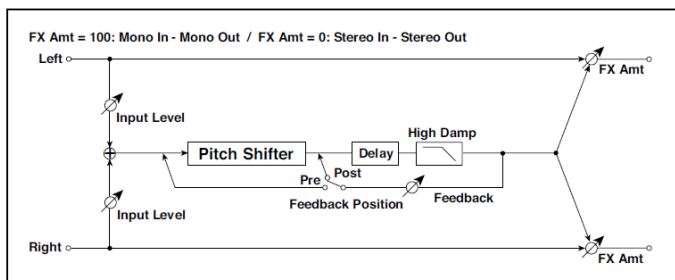 FX Amt = 100: Mono In - Mono Out / FX Amt = 0: Stereo In - Stereo Out
Left
FX Amt
Input Level
High Damp
Pitch Shifter
Delay
Post
Pre
Feedback Position
Feedback
Input Level
Right
FX Amt